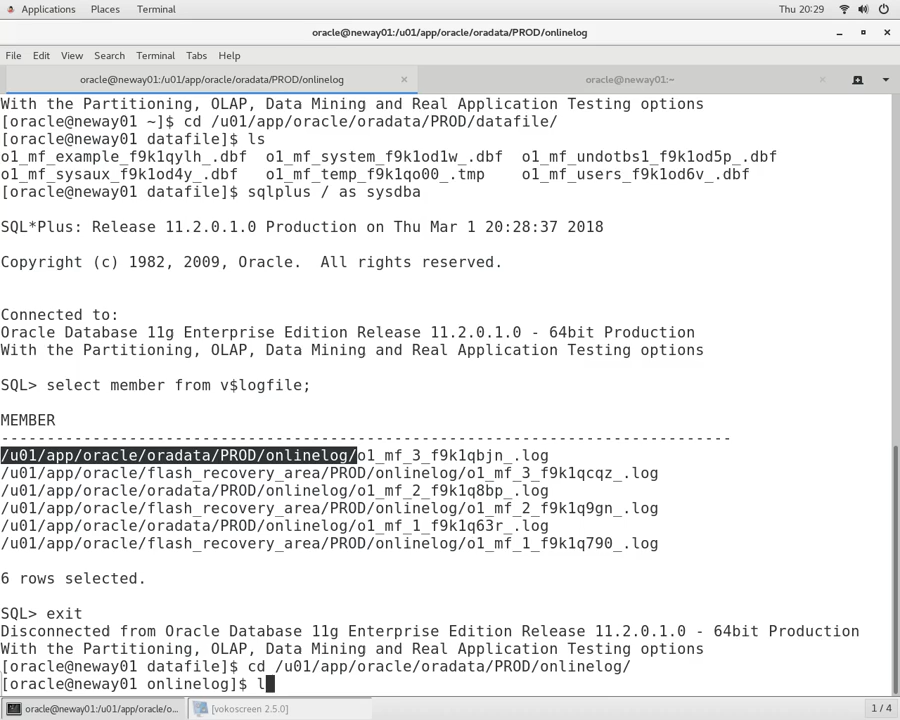 Applications Places Terminal Thu 20:29
oracle@neway01:/u01/app/oracle/oradata/PROD/onlinelog
File Edit View Search Terminal Tabs Help
oracle@neway01:/u01/app/oracle/oradata/PROD/onlinelog × oracle@neway01:~ ×
With the Partitioning, OLAP, Data Mining and Real Application Testing options
[oracle@neway01 ~]$ cd /u01/app/oracle/oradata/PROD/datafile/
[oracle@neway01 datafile]$ ls
o1_mf_example_f9k1qylh_.dbf o1_mf_system_f9k1od1w_.dbf o1_mf_undotbs1_f9k1od5p_.dbf
o1_mf_sysaux_f9k1od4y_.dbf o1_mf_temp_f9k1qo00_.tmp o1_mf_users_f9k1od6v_.dbf
[oracle@neway01 datafile]$ sqlplus / as sysdba
SQL*Plus: Release 11.2.0.1.0 Production on Thu Mar 1 20:28:37 2018
Copyright (c) 1982, 2009, Oracle. All rights reserved.
Connected to:
Oracle Database 11g Enterprise Edition Release 11.2.0.1.0 - 64bit Production
With the Partitioning, OLAP, Data Mining and Real Application Testing options
SQL> select member from v$logfile;
MEMBER
--------------------------------------------------------------------------------
/u01/app/oracle/oradata/PROD/onlinelog/o1_mf_3_f9k1qbjn_.log
/u01/app/oracle/flash_recovery_area/PROD/onlinelog/o1_mf_3_f9k1qcqz_.log
/u01/app/oracle/oradata/PROD/onlinelog/o1_mf_2_f9k1q8bp_.log
/u01/app/oracle/flash_recovery_area/PROD/onlinelog/o1_mf_2_f9k1q9gn_.log
/u01/app/oracle/oradata/PROD/onlinelog/o1_mf_1_f9k1q63r_.log
/u01/app/oracle/flash_recovery_area/PROD/onlinelog/o1_mf_1_f9k1q790_.log
6 rows selected.
SQL> exit
Disconnected from Oracle Database 11g Enterprise Edition Release 11.2.0.1.0 - 64bit Production
With the Partitioning, OLAP, Data Mining and Real Application Testing options
[oracle@neway01 datafile]$ cd /u01/app/oracle/oradata/PROD/onlinelog/
[oracle@neway01 onlinelog]$ l
oracle@neway01:/u01/app/oracle/o... [vokoscreen 2.5.0] 1 / 4